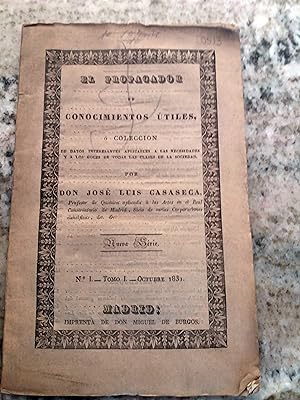 EL PROPAGADOR
DE
CONOCIMIENTOS ÚTILES,
ó COLECCION
DE DATOS INTERESANTES APLICABLES A LAS NECESIDADES
Y A LOS GOCES DE TODAS LAS CLASES DE LA SOCIEDAD.
POR
DON JOSÉ LUIS CASASECA,
Profesor de Química aplicada á las Artes en el Real
Conservatorio de Madrid, Socio de varias Corporaciones
científicas, &c. &c.
Nueva Série.
Nº I.—TOMO I.—OCTUBRE 1831.
MADRID:
IMPRENTA DE DON MIGUEL DE BURGOS.